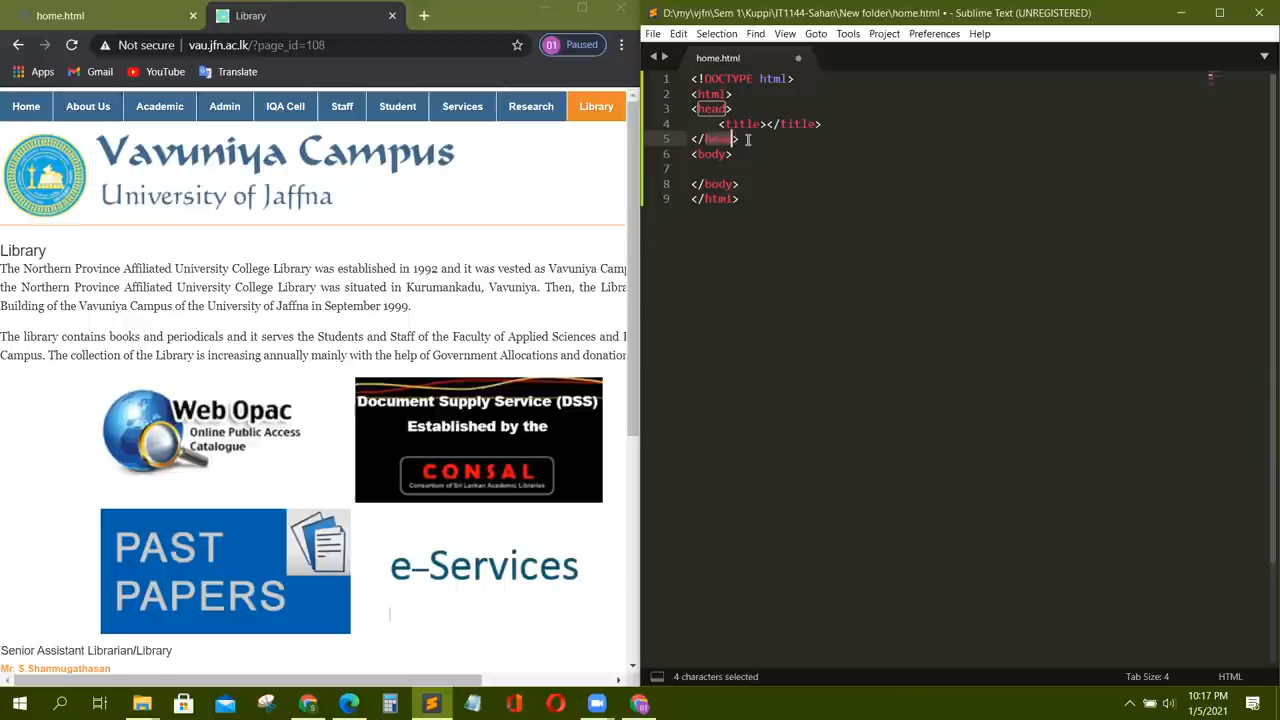 home.html
Library
Not secure
vau.jfn.ac.lk/?page_id=108
01 Paused
Apps
Gmail
YouTube
Translate
Home
About Us
Academic
Admin
IQA Cell
Staff
Student
Services
Research
Library
Vavuniya Campus
University of Jaffna
Library
The Northern Province Affiliated University College Library was established in 1992 and it was vested as Vavuniya Camp
the Northern Province Affiliated University College Library was situated in Kurumankadu, Vavuniya. Then, the Libra
Building of the Vavuniya Campus of the University of Jaffna in September 1999.
The library contains books and periodicals and it serves the Students and Staff of the Faculty of Applied Sciences and
Campus. The collection of the Library is increasing annually mainly with the help of Government Allocations and donation
Web Opac
Online Public Access
Catalogue
Document Supply Service (DSS)
Established by the
CONSAL
Consortium of Sri Lankan Academic Libraries
PAST
PAPERS
e-Services
Senior Assistant Librarian/Library
Mr. S.Shanmugathasan
D:\my\vjfn\Sem 1\Kuppi\IT1144-Sahan\New folder\home.html • - Sublime Text (UNREGISTERED)
File Edit Selection Find View Goto Tools Project Preferences Help
home.html
1 <!DOCTYPE html>
2 <html>
3 <head>
4 <title></title>
5 </head>
6 <body>
7
8 </body>
9 </html>
4 characters selected
Tab Size: 4
HTML
10:17 PM
1/5/2021